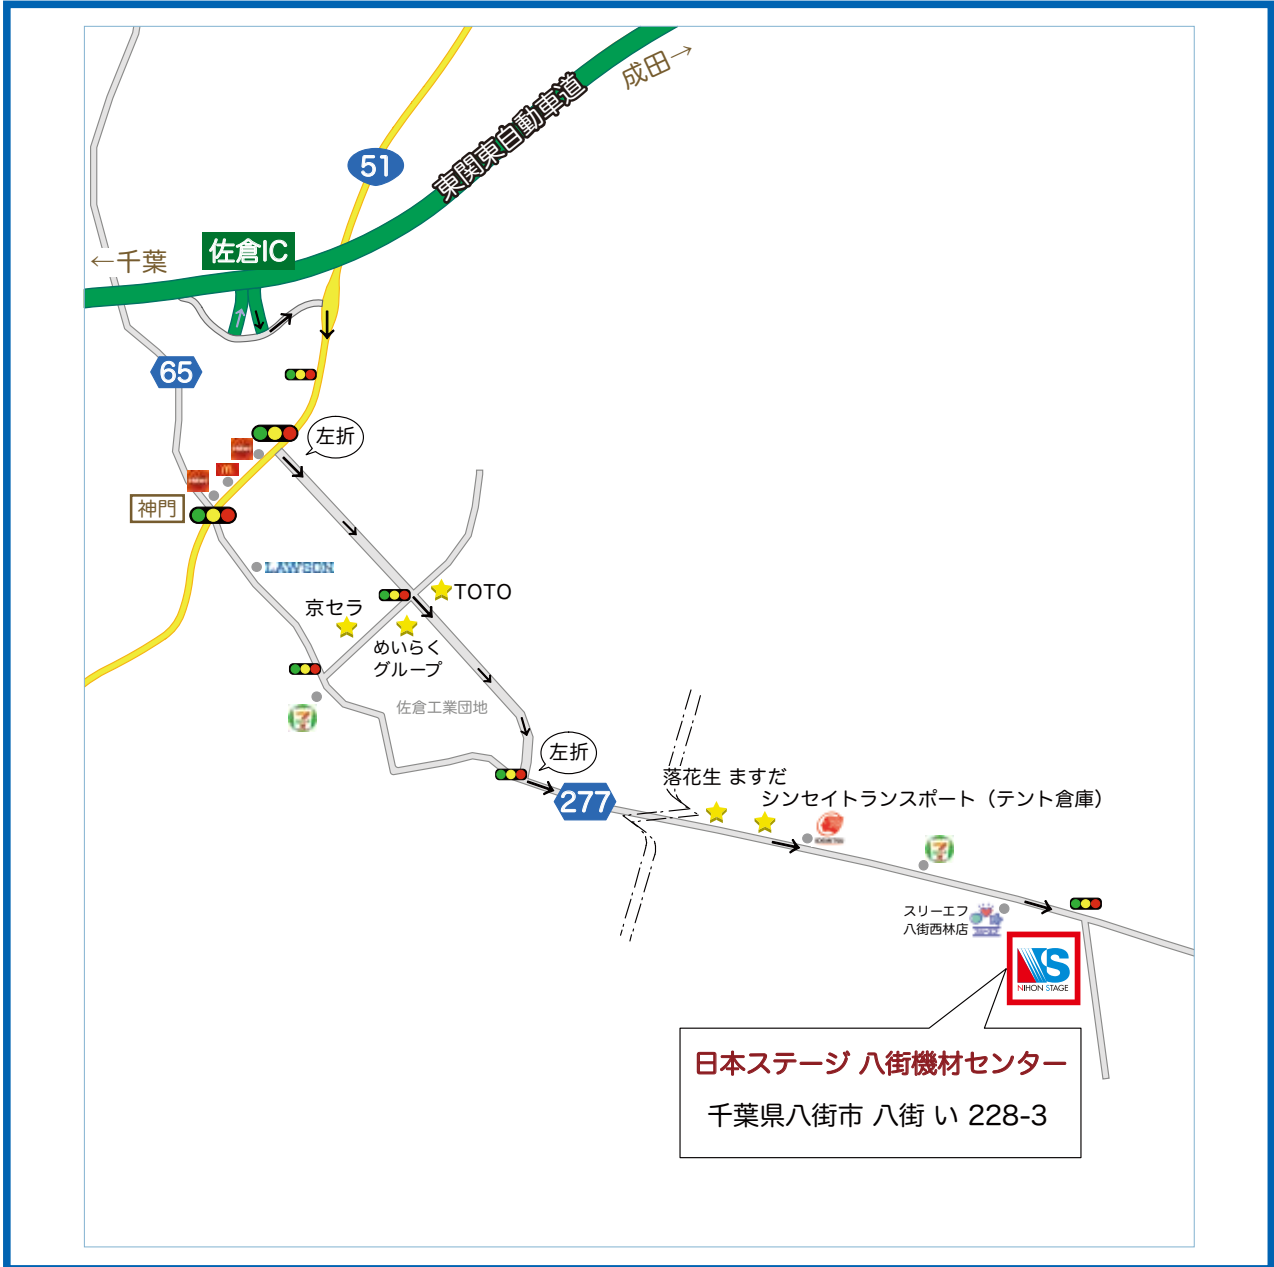 成田→
東関東自動車道
51
佐倉IC
←千葉
65
左折
神門
LAWSON
TOTO
京セラ
めいらく
グループ
佐倉工業団地
左折
277
落花生 ますだ
シンセイトランスポート（テント倉庫）
スリーエフ
八街西林店
NS
NIHON STAGE
日本ステージ 八街機材センター
千葉県八街市 八街 い 228-3